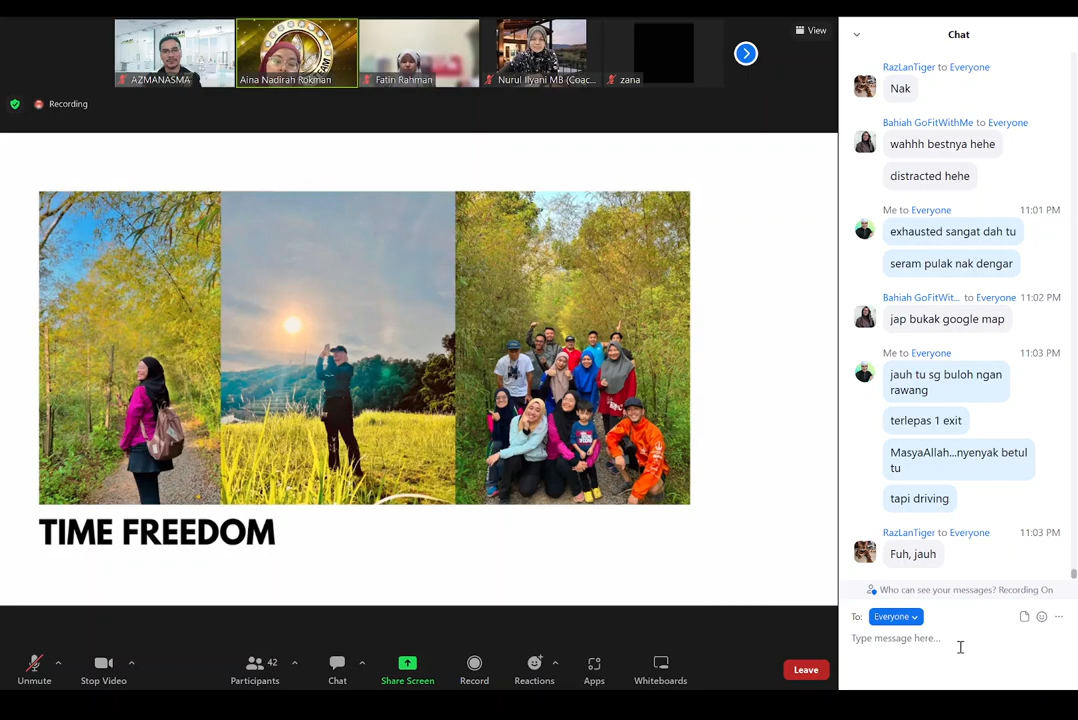 AZMANASMA
Aina Nadirah Rokman
Fatin Rahman
Nurul Ilyani MB (Coac...
zana
View
Recording
TIME FREEDOM
Unmute
Stop Video
42
Participants
Chat
Share Screen
Record
Reactions
Apps
Whiteboards
Leave
Chat
RazLanTiger to Everyone
Nak
Bahiah GoFitWithMe to Everyone
wahhh bestnya hehe
distracted hehe
Me to Everyone 11:01 PM
exhausted sangat dah tu
seram pulak nak dengar
Bahiah GoFitWit... to Everyone 11:02 PM
jap bukak google map
Me to Everyone 11:03 PM
jauh tu sg buloh ngan
rawang
terlepas 1 exit
MasyaAllah...nyenyak betul
tu
tapi driving
RazLanTiger to Everyone 11:03 PM
Fuh, jauh
Who can see your messages? Recording On
To: Everyone
Type message here...